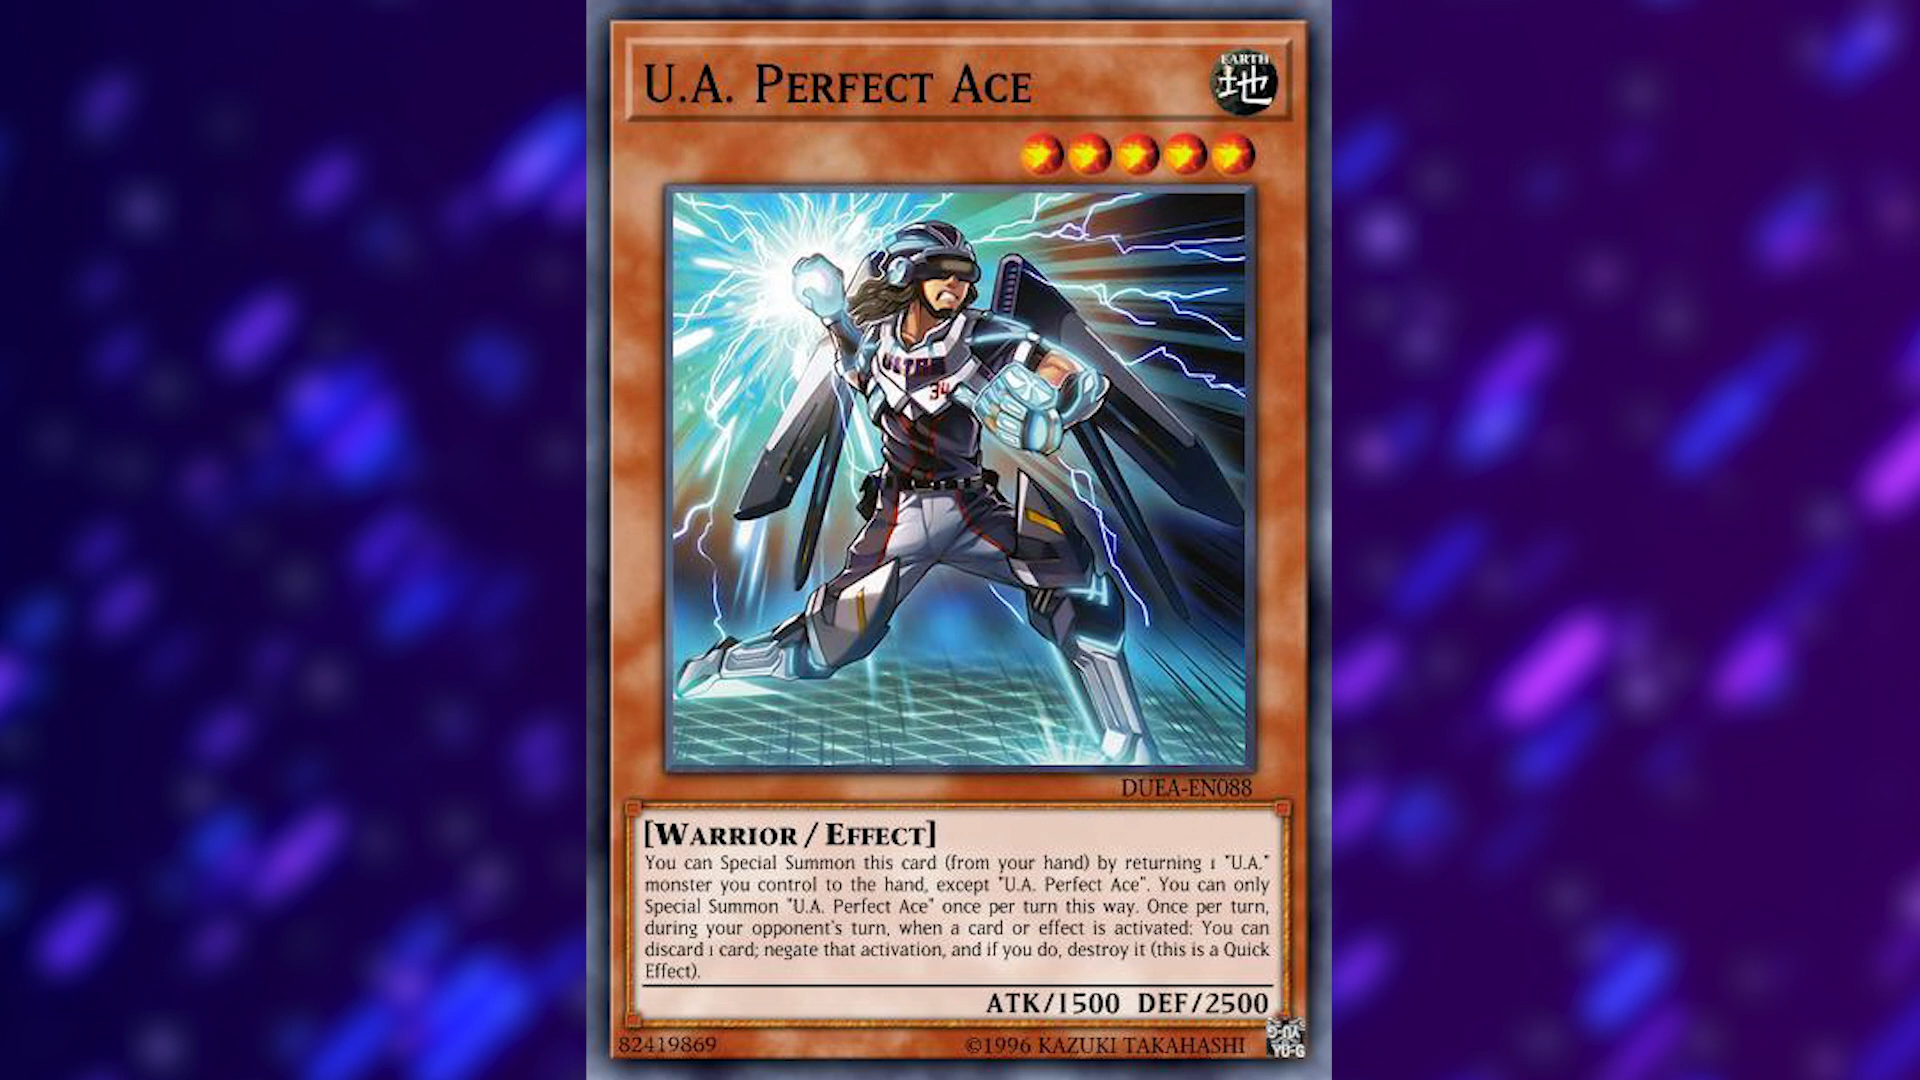 U.A. PERFECT ACE
EARTH
地
ULTRA
34
DUEA-EN088
[WARRIOR / EFFECT]
You can Special Summon this card (from your hand) by returning 1 "U.A."
monster you control to the hand, except "U.A. Perfect Ace". You can only
Special Summon "U.A. Perfect Ace" once per turn this way. Once per turn,
during your opponent's turn, when a card or effect is activated: You can
discard 1 card; negate that activation, and if you do, destroy it (this is a Quick
Effect).
ATK/1500 DEF/2500
82419869
©1996 KAZUKI TAKAHASHI